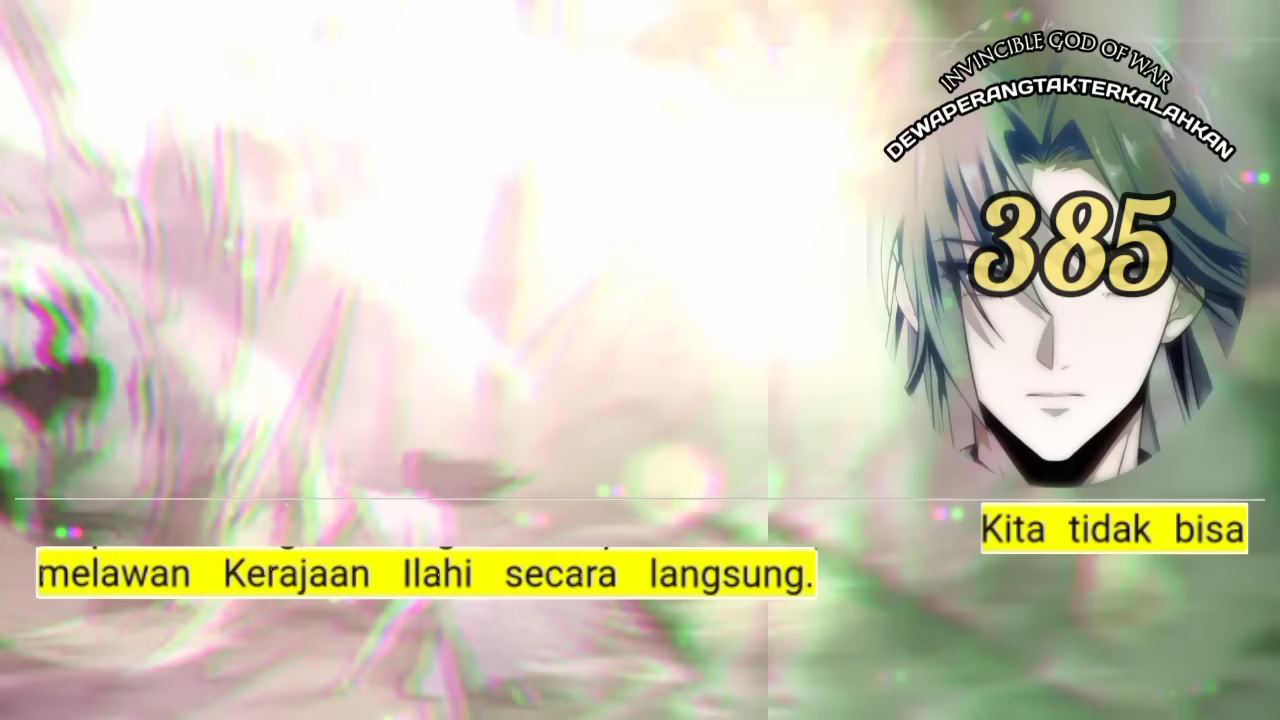 INVINCIBLE GOD OF WAR
DEWAPERANGTAKTERKALAHKAN
385
Kita tidak bisa
melawan Kerajaan Ilahi secara langsung.